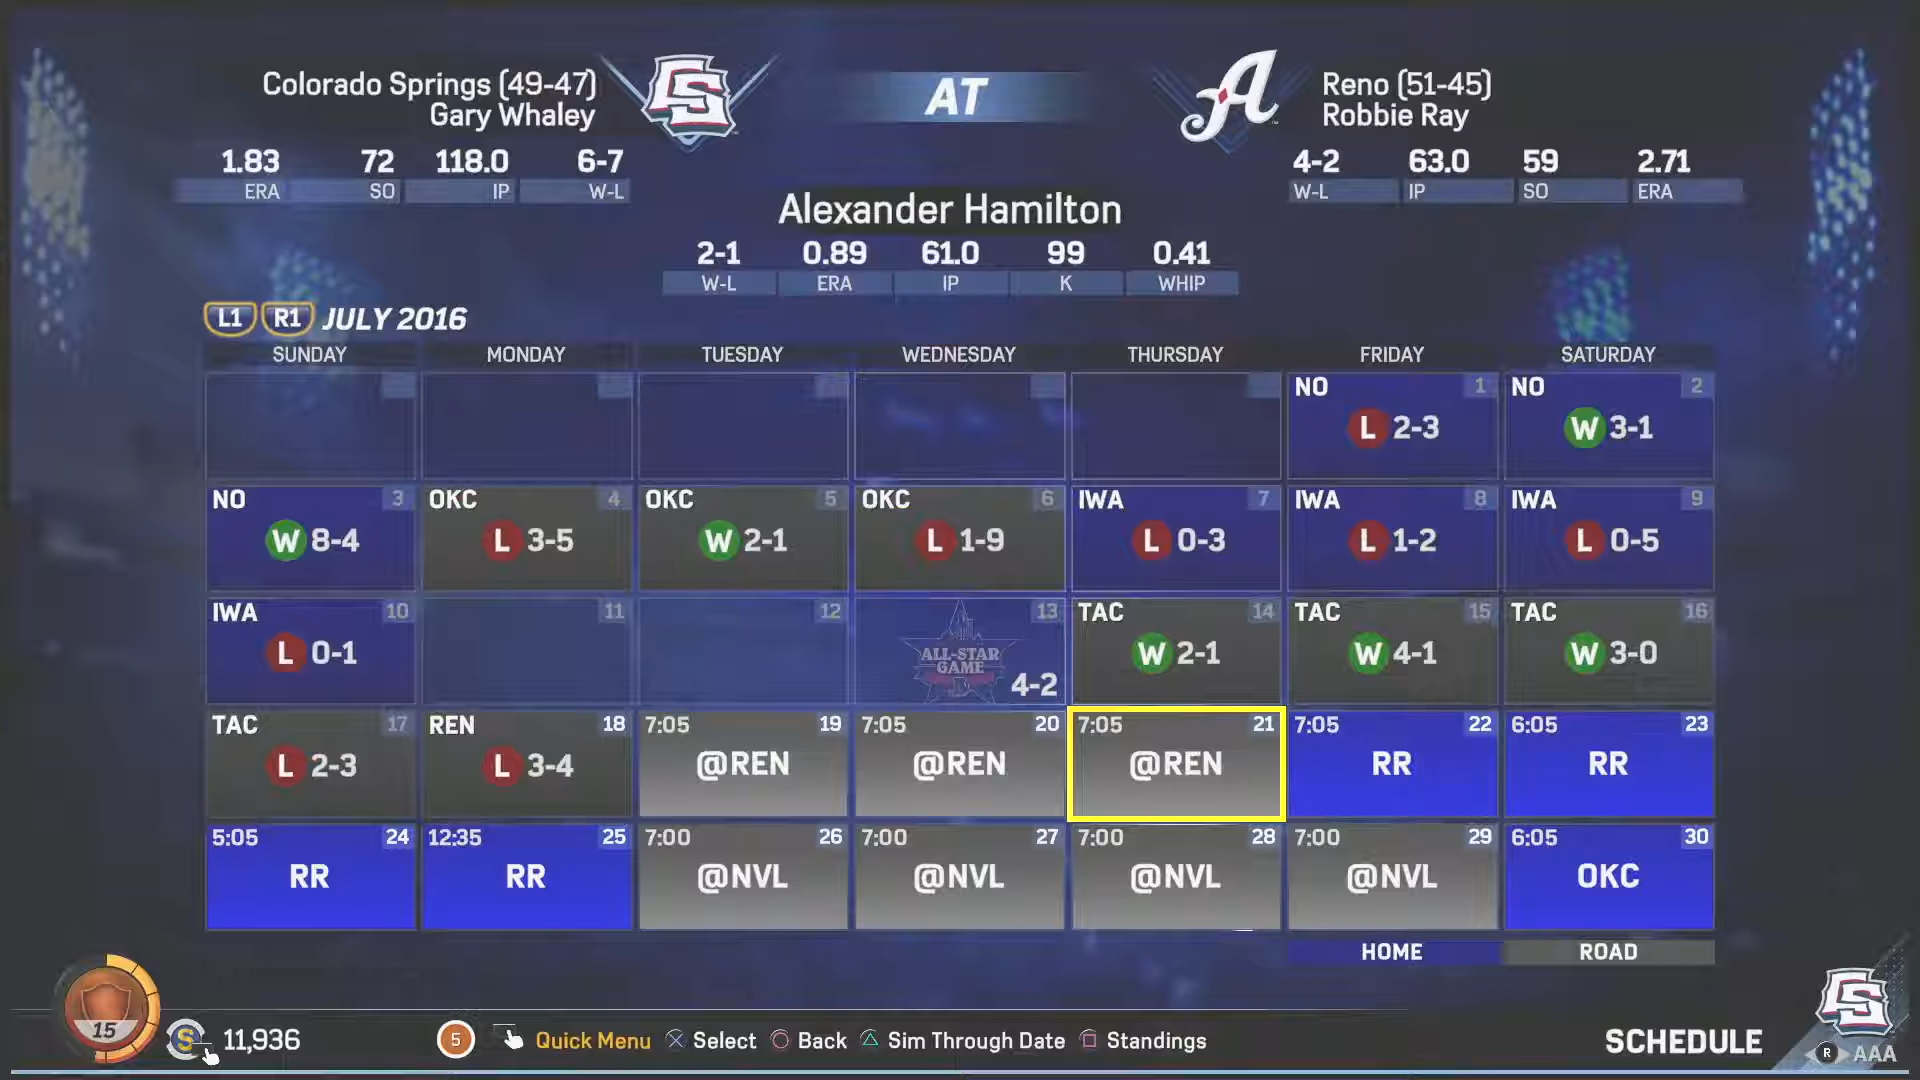 Colorado Springs (49-47)
Gary Whaley
1.83 72 118.0 6-7
ERA SO IP W-L
AT
Reno (51-45)
Robbie Ray
4-2 63.0 59 2.71
W-L IP SO ERA
Alexander Hamilton
2-1 0.89 61.0 99 0.41
W-L ERA IP K WHIP
L1 R1 JULY 2016
SUNDAY MONDAY TUESDAY WEDNESDAY THURSDAY FRIDAY SATURDAY
NO 1 NO 2
L 2-3 W 3-1
NO 3 OKC 4 OKC 5 OKC 6 IWA 7 IWA 8 IWA 9
W 8-4 L 3-5 W 2-1 L 1-9 L 0-3 L 1-2 L 0-5
IWA 10 11 12 13 TAC 14 TAC 15 TAC 16
L 0-1 ALL-STAR GAME 4-2 W 2-1 W 4-1 W 3-0
TAC 17 REN 18 7:05 19 7:05 20 7:05 21 7:05 22 6:05 23
L 2-3 L 3-4 @REN @REN @REN RR RR
5:05 24 12:35 25 7:00 26 7:00 27 7:00 28 7:00 29 6:05 30
RR RR @NVL @NVL @NVL @NVL OKC
HOME ROAD
15 S 11,936 5 Quick Menu Select Back Sim Through Date Standings
SCHEDULE
R AAA